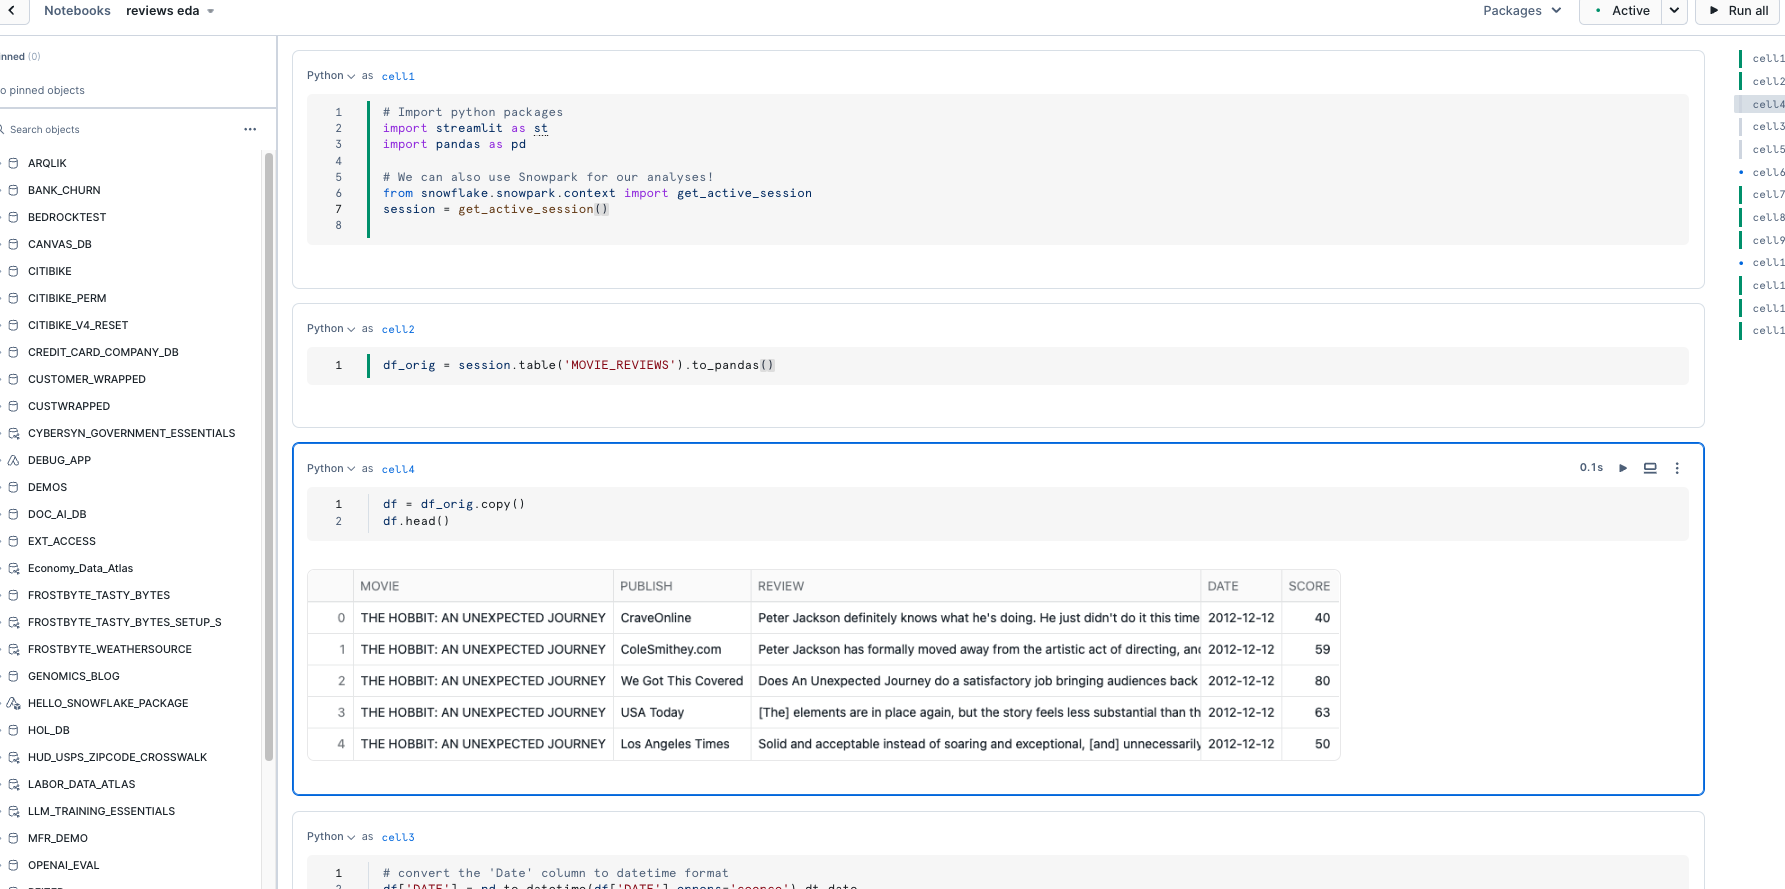 Notebooks reviews eda
Packages Active Run all
nned (0)
o pinned objects
Search objects
ARQLIK
BANK_CHURN
BEDROCKTEST
CANVAS_DB
CITIBIKE
CITIBIKE_PERM
CITIBIKE_V4_RESET
CREDIT_CARD_COMPANY_DB
CUSTOMER_WRAPPED
CUSTWRAPPED
CYBERSYN_GOVERNMENT_ESSENTIALS
DEBUG_APP
DEMOS
DOC_AI_DB
EXT_ACCESS
Economy_Data_Atlas
FROSTBYTE_TASTY_BYTES
FROSTBYTE_TASTY_BYTES_SETUP_S
FROSTBYTE_WEATHERSOURCE
GENOMICS_BLOG
HELLO_SNOWFLAKE_PACKAGE
HOL_DB
HUD_USPS_ZIPCODE_CROSSWALK
LABOR_DATA_ATLAS
LLM_TRAINING_ESSENTIALS
MFR_DEMO
OPENAI_EVAL
Python as cell1
1 # Import python packages
2 import streamlit as st
3 import pandas as pd
4
5 # We can also use Snowpark for our analyses!
6 from snowflake.snowpark.context import get_active_session
7 session = get_active_session()
8
Python as cell2
1 df_orig = session.table('MOVIE_REVIEWS').to_pandas()
Python as cell4
0.1s
1 df = df_orig.copy()
2 df.head()
MOVIE PUBLISH REVIEW DATE SCORE
0 THE HOBBIT: AN UNEXPECTED JOURNEY CraveOnline Peter Jackson definitely knows what he's doing. He just didn't do it this time 2012-12-12 40
1 THE HOBBIT: AN UNEXPECTED JOURNEY ColeSmithey.com Peter Jackson has formally moved away from the artistic act of directing, and 2012-12-12 59
2 THE HOBBIT: AN UNEXPECTED JOURNEY We Got This Covered Does An Unexpected Journey do a satisfactory job bringing audiences back 2012-12-12 80
3 THE HOBBIT: AN UNEXPECTED JOURNEY USA Today [The] elements are in place again, but the story feels less substantial than th 2012-12-12 63
4 THE HOBBIT: AN UNEXPECTED JOURNEY Los Angeles Times Solid and acceptable instead of soaring and exceptional, [and] unnecessarily 2012-12-12 50
Python as cell3
1 # convert the 'Date' column to datetime format
2 df['DATE'] = pd.to_datetime(df['DATE'],errors='coerce').dt.date
cell1
cell2
cell4
cell3
cell5
cell6
cell7
cell8
cell9
cell1
cell1
cell1
cell1